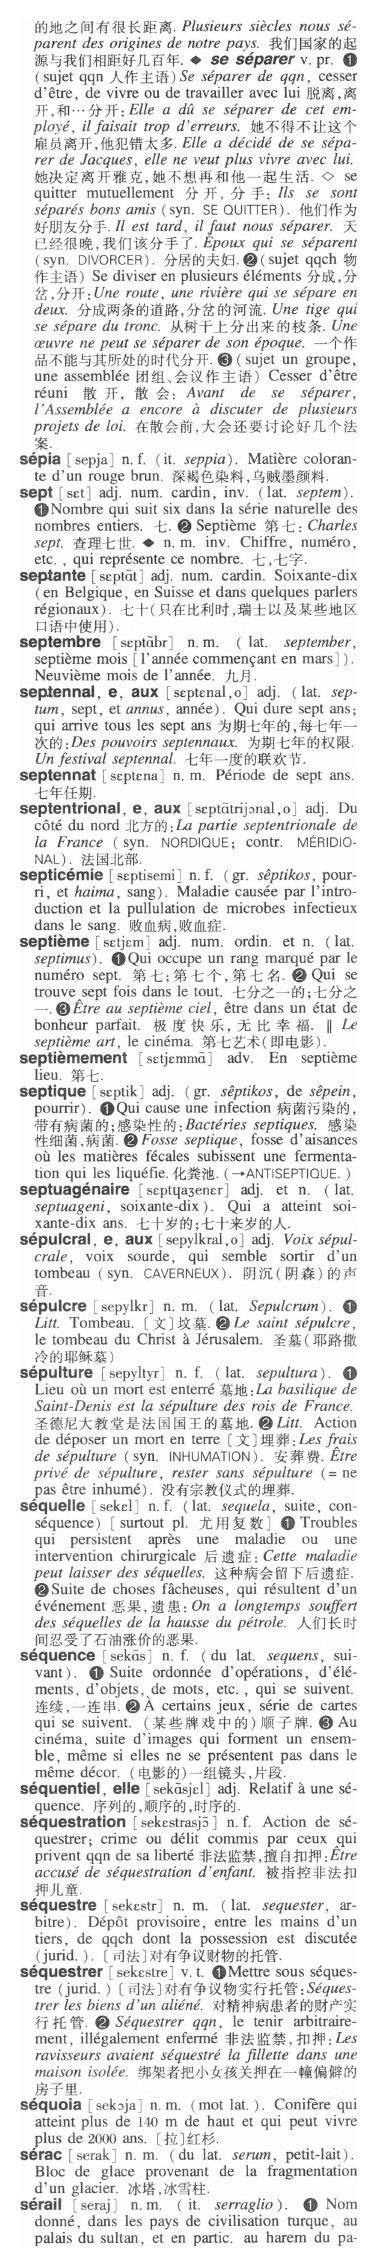 的地之间有很长距离. Plusieurs siècles nous sé-
parent des origines de notre pays. 我们国家的起
源与我们相距好几百年. ◆ se séparer v. pr. ❶
(sujet qqn 人作主语) Se séparer de qqn, cesser
d'être, de vivre ou de travailler avec lui 脱离,离
开,和…分开: Elle a dû se séparer de cet em-
ployé, il faisait trop d'erreurs. 她不得不让这个
雇员离开,他犯错太多. Elle a décidé de se sépa-
rer de Jacques, elle ne veut plus vivre avec lui.
她决定离开雅克,她不想再和他一起生活. ◇ se
quitter mutuellement 分开,分手: Ils se sont
séparés bons amis (syn. SE QUITTER). 他们作为
好朋友分手. Il est tard, il faut nous séparer. 天
已经很晚,我们该分手了. Époux qui se séparent
(syn. DIVORCER). 分居的夫妇. ❷(sujet qqch 物
作主语) Se diviser en plusieurs éléments 分成,分
岔,分开: Une route, une rivière qui se sépare en
deux. 分成两条的道路,分岔的河流. Une tige qui
se sépare du tronc. 从树干上分出来的枝条. Une
œuvre ne peut se séparer de son époque. 一个作
品不能与其所处的时代分开. ❸ (sujet un groupe,
une assemblée 团组、会议作主语) Cesser d'être
réuni 散开,散会: Avant de se séparer,
l'Assemblée a encore à discuter de plusieurs
projets de loi. 在散会前,大会还要讨论好几个法
案.
sépia [sepja] n. f. (it. seppia). Matière coloran-
te d'un rouge brun. 深褐色染料,乌贼墨颜料.
sept [sɛt] adj. num. cardin, inv. (lat. septem).
❶Nombre qui suit six dans la série naturelle des
nombres entiers. 七. ❷ Septième 第七: Charles
sept. 查理七世. ◆ n. m. inv. Chiffre, numéro,
etc., qui représente ce nombre. 七,七字.
septante [sɛptɑ̃t] adj. num. cardin. Soixante-dix
(en Belgique, en Suisse et dans quelques parlers
régionaux). 七十(只在比利时,瑞士以及某些地区
口语中使用).
septembre [sɛptɑ̃br] n. m. (lat. september,
septième mois [l'année commençant en mars]).
Neuvième mois de l'année. 九月.
septennal, e, aux [sɛptɛnal,o] adj. (lat. sep-
tum, sept, et annus, année). Qui dure sept ans;
qui arrive tous les sept ans 为期七年的,每七年一
次的: Des pouvoirs septennaux. 为期七年的权限.
Un festival septennal. 七年一度的联欢节.
septennat [sɛptɛna] n. m. Période de sept ans.
七年任期.
septentrional, e, aux [sɛptɑ̃trijɔnal,o] adj. Du
côté du nord 北方的: La partie septentrionale de
la France (syn. NORDIQUE; contr. MÉRIDIO-
NAL). 法国北部.
septicémie [sɛptisemi] n. f. (gr. sêptikos, pour-
ri, et haima, sang). Maladie causée par l'intro-
duction et la pullulation de microbes infectieux
dans le sang. 败血病,败血症.
septième [sɛtjɛm] adj. num. ordin. et n. (lat.
septimus). ❶Qui occupe un rang marqué par le
numéro sept. 第七;第七个,第七名. ❷ Qui se
trouve sept fois dans le tout. 七分之一的;七分之
一. ❸ Être au septième ciel, être dans un état de
bonheur parfait. 极度快乐,无比幸福. ‖ Le
septième art, le cinéma. 第七艺术(即电影).
septièmement [sɛtjɛmmɑ̃] adv. En septième
lieu. 第七.
septique [sɛptik] adj. (gr. sêptikos, de sêpein,
pourrir). ❶Qui cause une infection 病菌污染的,
带有病菌的;感染性的: Bactéries septiques. 感染
性细菌,病菌. ❷ Fosse septique, fosse d'aisances
où les matières fécales subissent une fermenta-
tion qui les liquéfie. 化粪池. (→ANTISEPTIQUE.)
septuagénaire [sɛptɥaʒenɛr] adj. et n. (lat.
septuageni, soixante-dix). Qui a atteint soi-
xante-dix ans. 七十岁的;七十来岁的人.
sépulcral, e, aux [sepylkral,o] adj. Voix sépul-
crale, voix sourde, qui semble sortir d'un
tombeau (syn. CAVERNEUX). 阴沉(阴森)的声
音.
sépulcre [sepylkr] n. m. (lat. Sepulcrum). ❶
Litt. Tombeau. [文]坟墓. ❷ Le saint sépulcre,
le tombeau du Christ à Jérusalem. 圣墓(耶路撒
冷的耶稣墓)
sépulture [sepyltyr] n. f. (lat. sepultura). ❶
Lieu où un mort est enterré 墓地: La basilique de
Saint-Denis est la sépulture des rois de France.
圣德尼大教堂是法国国王的墓地. ❷ Litt. Action
de déposer un mort en terre [文]埋葬: Les frais
de sépulture (syn. INHUMATION). 安葬费. Être
privé de sépulture, rester sans sépulture (= ne
pas être inhumé). 没有宗教仪式的埋葬.
séquelle [sekɛl] n. f. (lat. sequela, suite, con-
séquence) [surtout pl. 尤用复数] ❶ Troubles
qui persistent après une maladie ou une
intervention chirurgicale 后遗症: Cette maladie
peut laisser des séquelles. 这种病会留下后遗症.
❷Suite de choses fâcheuses, qui résultent d'un
événement 恶果,遗患: On a longtemps souffert
des séquelles de la hausse du pétrole. 人们长时
间忍受了石油涨价的恶果.
séquence [sekɑ̃s] n. f. (du lat. sequens, sui-
vant). ❶ Suite ordonnée d'opérations, d'élé-
ments, d'objets, de mots, etc., qui se suivent.
连续,一连串. ❷ À certains jeux, série de cartes
qui se suivent. (某些牌戏中的)顺子牌. ❸ Au
cinéma, suite d'images qui forment un ensem-
ble, même si elles ne se présentent pas dans le
même décor. (电影的)一组镜头,片段.
séquentiel, elle [sekɑ̃sjɛl] adj. Relatif à une sé-
quence. 序列的,顺序的,时序的.
séquestration [sekɛstrasjɔ̃] n. f. Action de sé-
questrer; crime ou délit commis par ceux qui
privent qqn de sa liberté 非法监禁,擅自扣押: Être
accusé de séquestration d'enfant. 被指控非法扣
押儿童.
séquestre [sekɛstr] n. m. (lat. sequester, ar-
bitre). Dépôt provisoire, entre les mains d'un
tiers, de qqch dont la possession est discutée
(jurid.). [司法]对有争议财物的托管.
séquestrer [sekɛstre] v. t. ❶Mettre sous séques-
tre (jurid.) [司法]对有争议物实行托管: Séques-
trer les biens d'un aliéné. 对精神病患者的财产实
行托管. ❷ Séquestrer qqn, le tenir arbitraire-
ment, illégalement enfermé 非法监禁,扣押: Les
ravisseurs avaient séquestré la fillette dans une
maison isolée. 绑架者把小女孩关押在一幢偏僻的
房子里.
séquoia [sekɔja] n. m. (mot lat.). Conifère qui
atteint plus de 140 m de haut et qui peut vivre
plus de 2000 ans. [拉]红杉.
sérac [serak] n. m. (du lat. serum, petit-lait).
Bloc de glace provenant de la fragmentation
d'un glacier. 冰塔,冰雪柱.
sérail [seraj] n. m. (it. serraglio). ❶ Nom
donné, dans les pays de civilisation turque, au
palais du sultan, et en partic. au harem du pa-